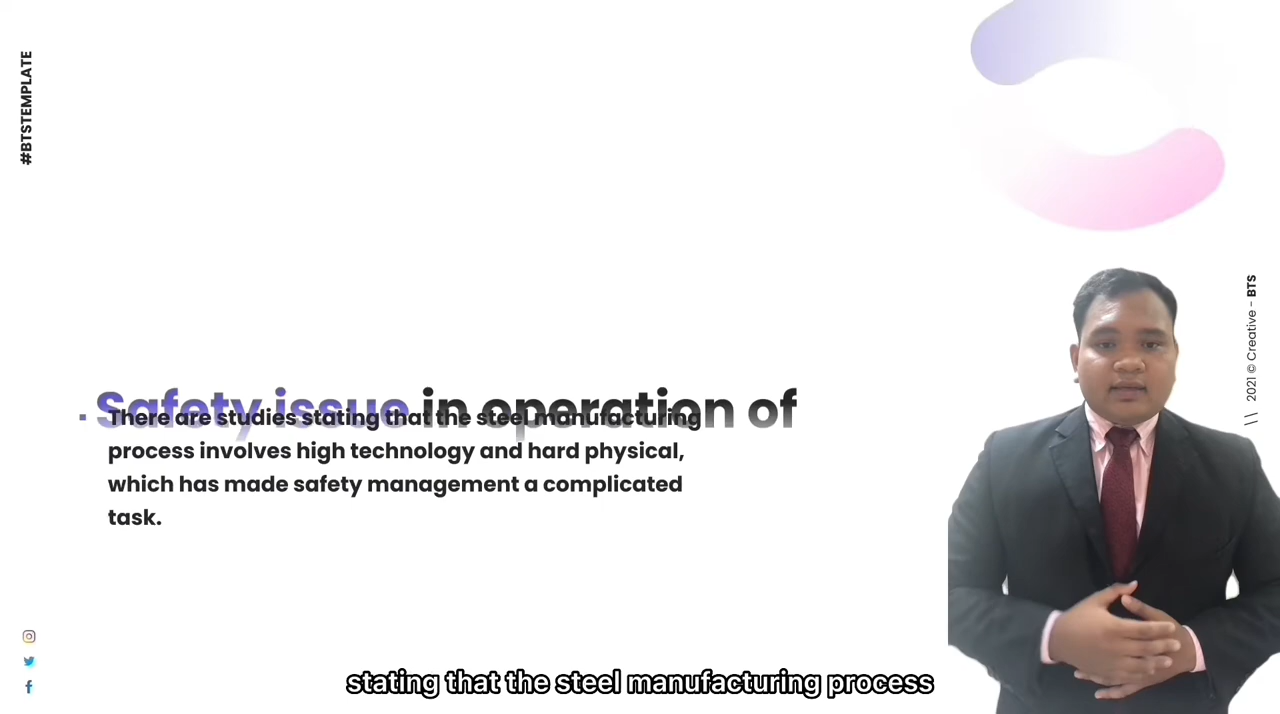 #BTSTEMPLATE
Safety issue in operation of
▪ There are studies stating that the steel manufacturing
process involves high technology and hard physical,
which has made safety management a complicated
task.
\\ 2021 © Creative - BTS
stating that the steel manufacturing process